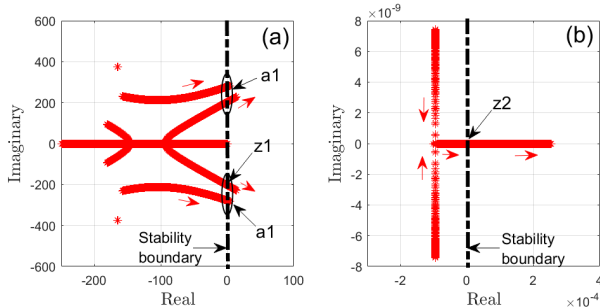 (a)
600
400
200
0
-200
-400
-600
Imaginary
a1
z1
a1
Stability
boundary
-200
-100
0
100
Real
×10⁻⁹
(b)
8
6
4
2
0
-2
-4
-6
-8
Imaginary
z2
Stability
boundary
-2
0
2
4
×10⁻⁴
Real